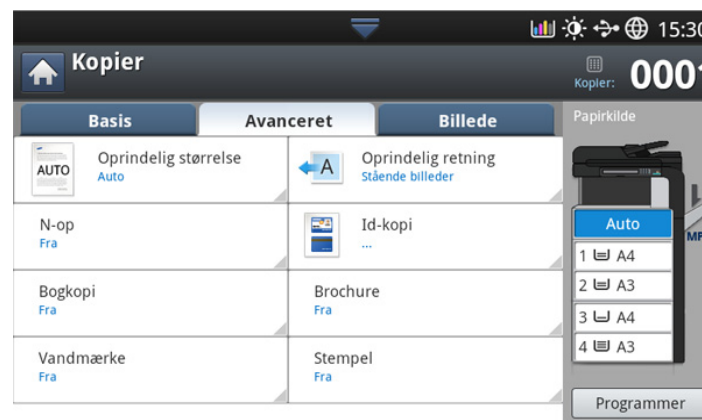 15:30
Kopier
Kopier:
0001
Basis
Avanceret
Billede
Papirkilde
AUTO
Oprindelig størrelse
Auto
A
Oprindelig retning
Stående billeder
N-op
Fra
Id-kopi
...
Bogkopi
Fra
Brochure
Fra
Vandmærke
Fra
Stempel
Fra
Auto
MP
1 A4
2 A3
3 A4
4 A3
Programmer